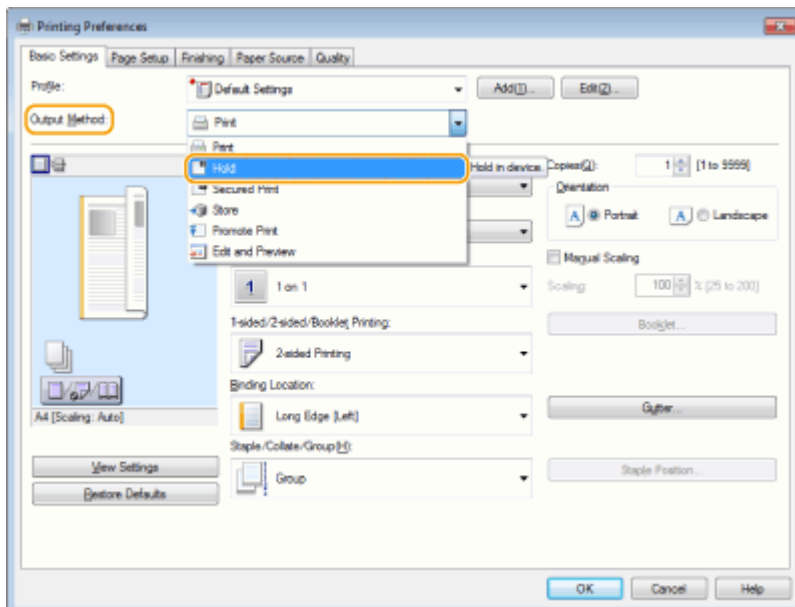 Printing Preferences
Basic Settings Page Setup Finishing Paper Source Quality
Profile: Default Settings Add(1)... Edit(2)...
Output Method: Print
Print
Hold Hold in device. Copies(Q): 1 [1 to 9999]
Secured Print Orientation
Store A Portrait A Landscape
Promote Print
Edit and Preview Manual Scaling
1 1 on 1 Scaling: 100 % [25 to 200]
1-sided/2-sided/Booklet Printing: Booklet...
2-sided Printing
Binding Location:
A4 [Scaling: Auto] Long Edge [Left] Gutter...
Staple/Collate/Group(H):
View Settings Group Staple Position...
Restore Defaults
OK Cancel Help